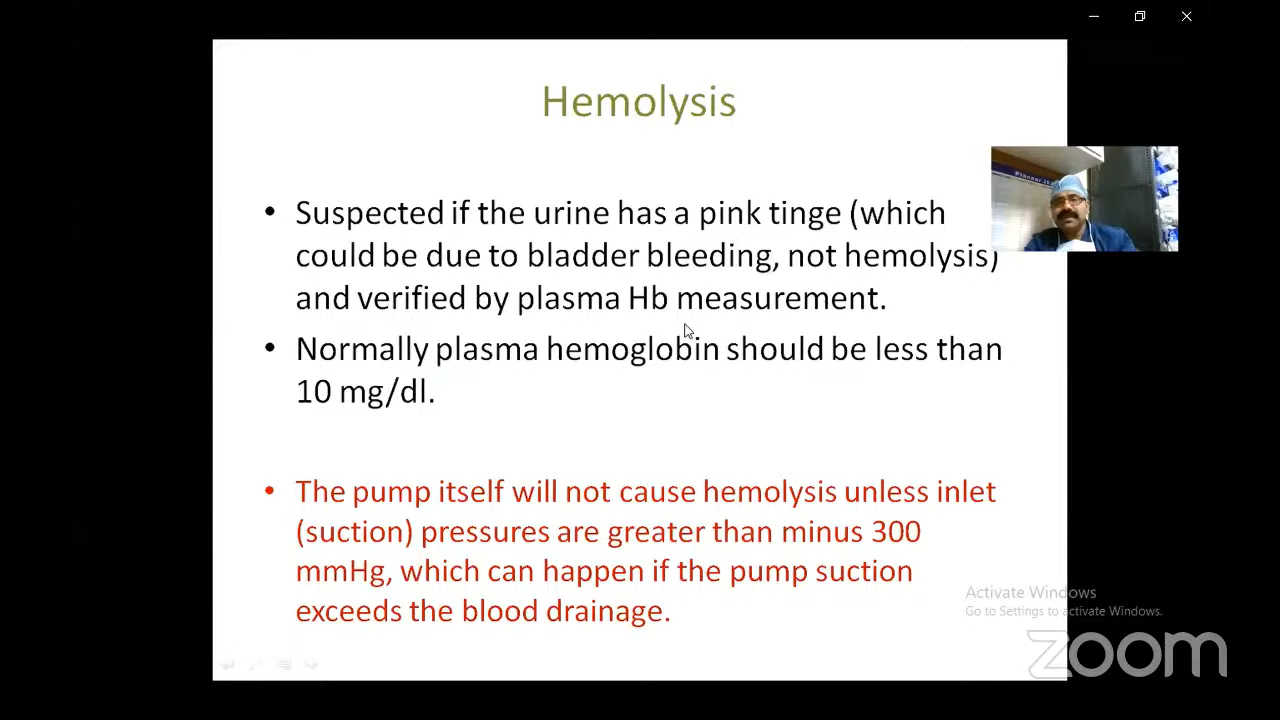 Hemolysis
• Suspected if the urine has a pink tinge (which
could be due to bladder bleeding, not hemolysis)
and verified by plasma Hb measurement.
• Normally plasma hemoglobin should be less than
10 mg/dl.
• The pump itself will not cause hemolysis unless inlet
(suction) pressures are greater than minus 300
mmHg, which can happen if the pump suction
exceeds the blood drainage.
Planner
Activate Windows
Go to Settings to activate Windows.
zoom